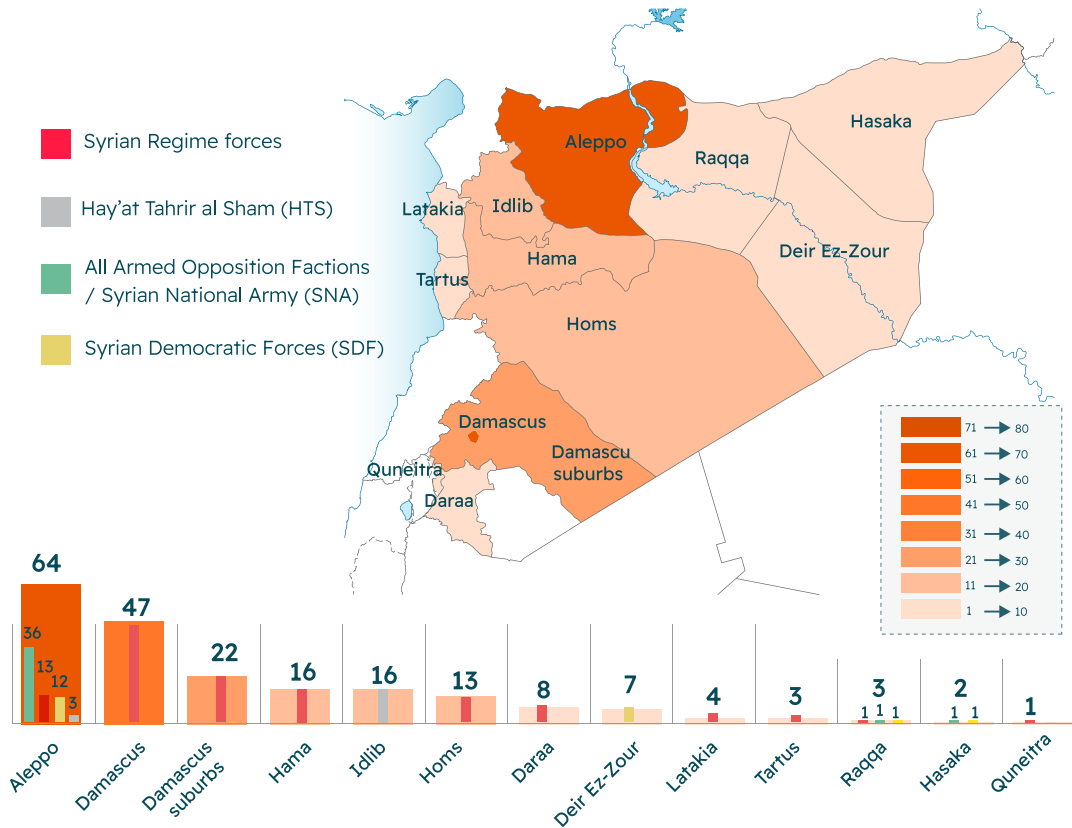 Syrian Regime forces
Hay’at Tahrir al Sham (HTS)
All Armed Opposition Factions
/ Syrian National Army (SNA)
Syrian Democratic Forces (SDF)
Aleppo
Raqqa
Hasaka
Latakia
Idlib
Hama
Deir Ez-Zour
Tartus
Homs
Damascus
Damascu
suburbs
Quneitra
Daraa
71 → 80
61 → 70
51 → 60
41 → 50
31 → 40
21 → 30
11 → 20
1 → 10
64
36
13
12
3
47
22
16
16
13
8
7
4
3
3
1
1
1
2
1
1
1
Aleppo
Damascus
Damascus
suburbs
Hama
Idlib
Homs
Daraa
Deir Ez-Zour
Latakia
Tartus
Raqqa
Hasaka
Quneitra